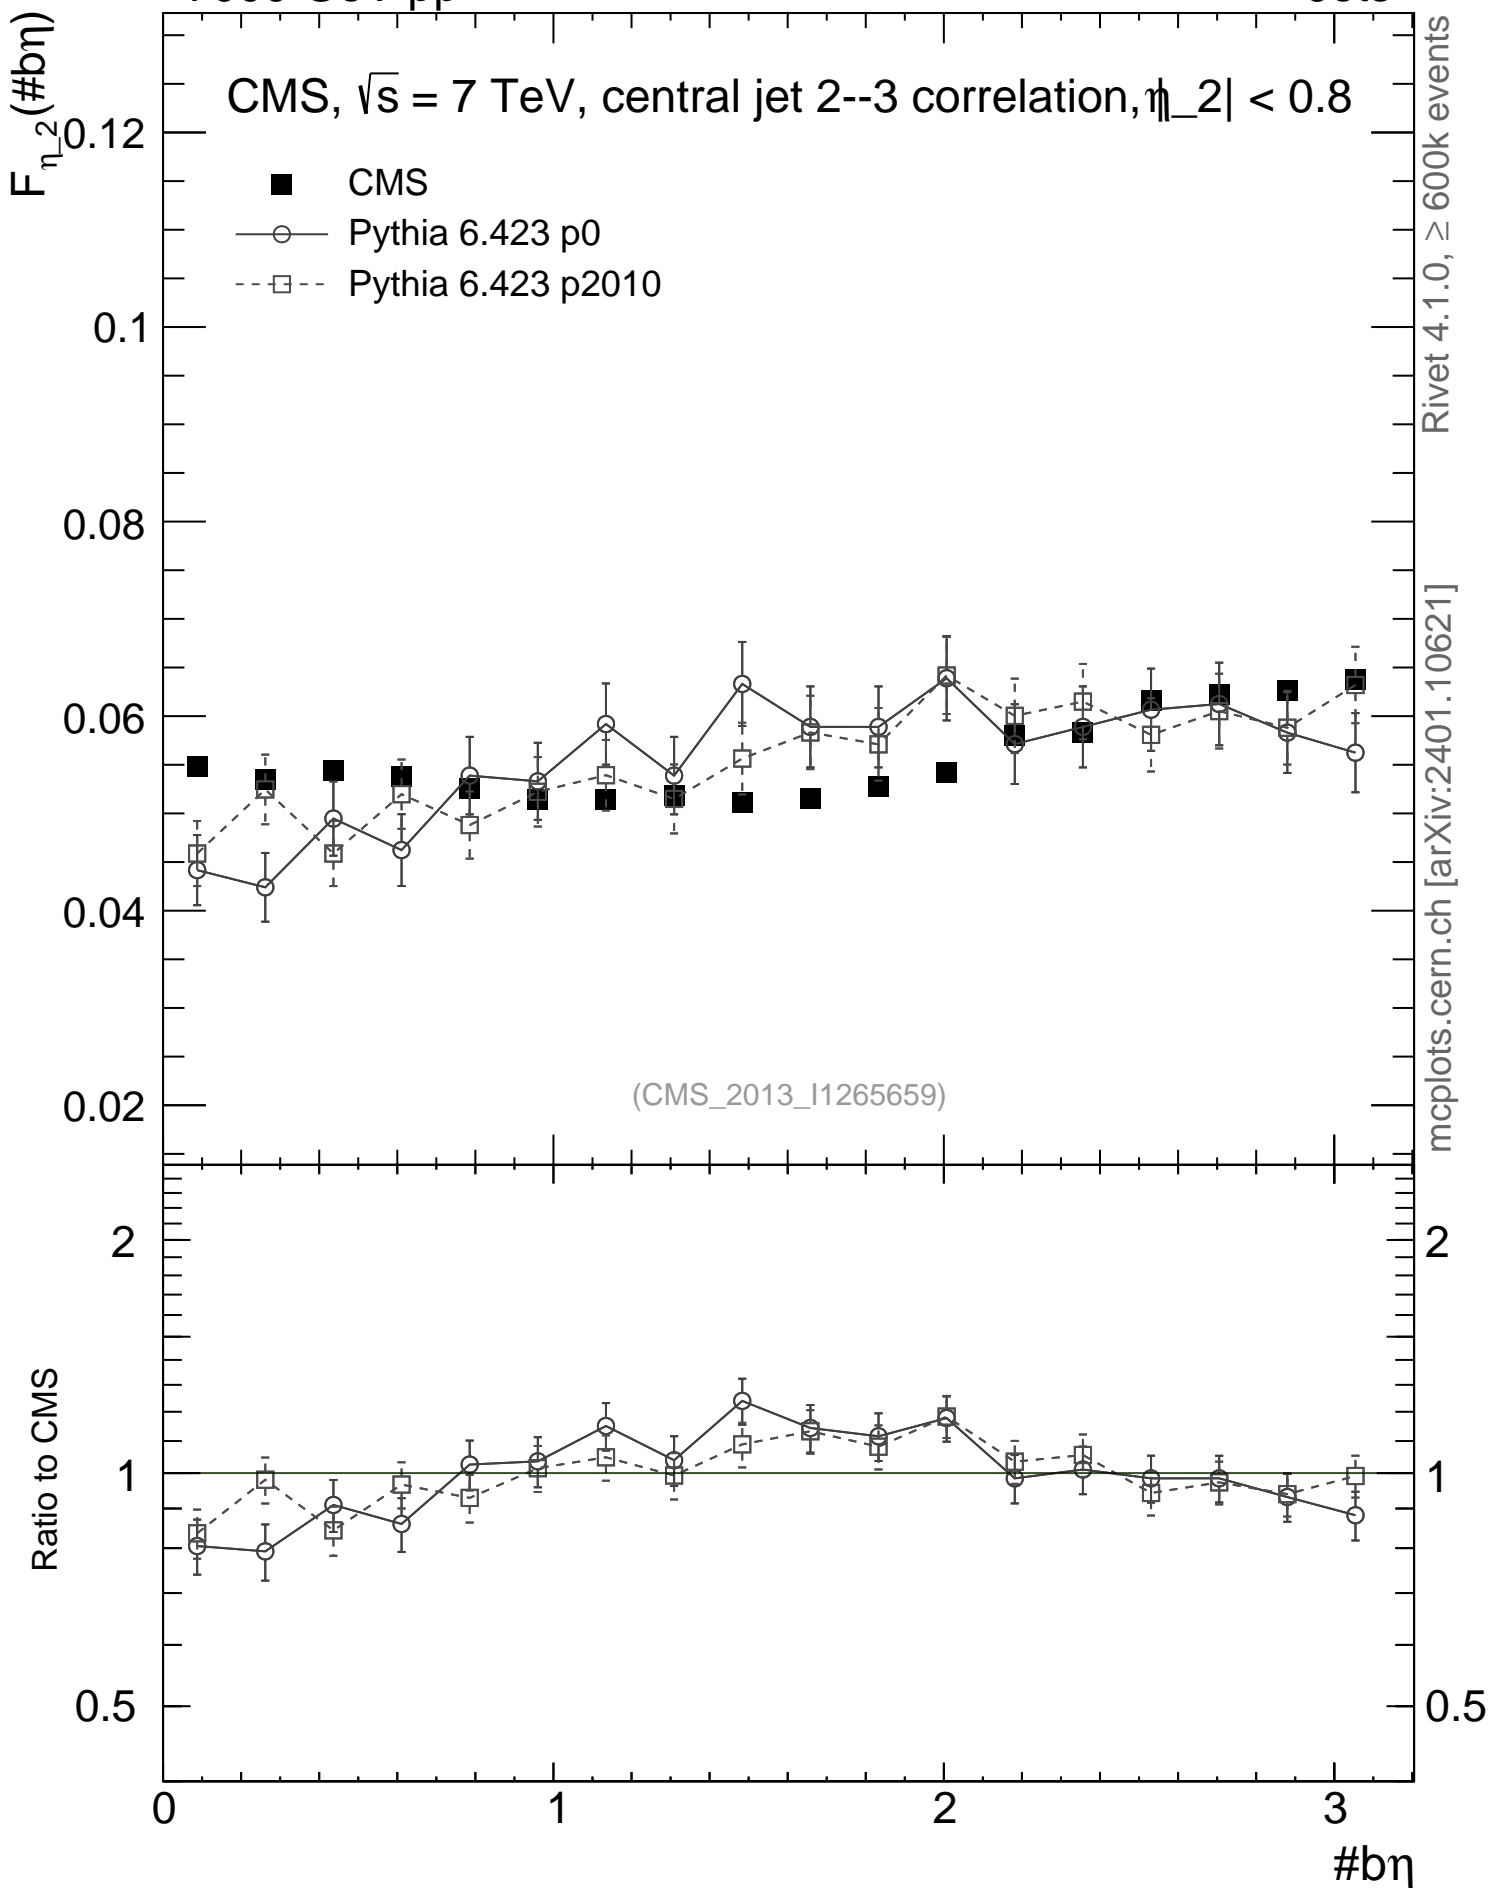 F_η_2(#bη)
CMS, √s = 7 TeV, central jet 2--3 correlation,|η_2| < 0.8
CMS
Pythia 6.423 p0
Pythia 6.423 p2010
0.12
0.1
0.08
0.06
0.04
0.02
(CMS_2013_I1265659)
Rivet 4.1.0, ≥ 600k events
mcplots.cern.ch [arXiv:2401.10621]
Ratio to CMS
2
1
0.5
2
1
0.5
0 1 2 3
#bη